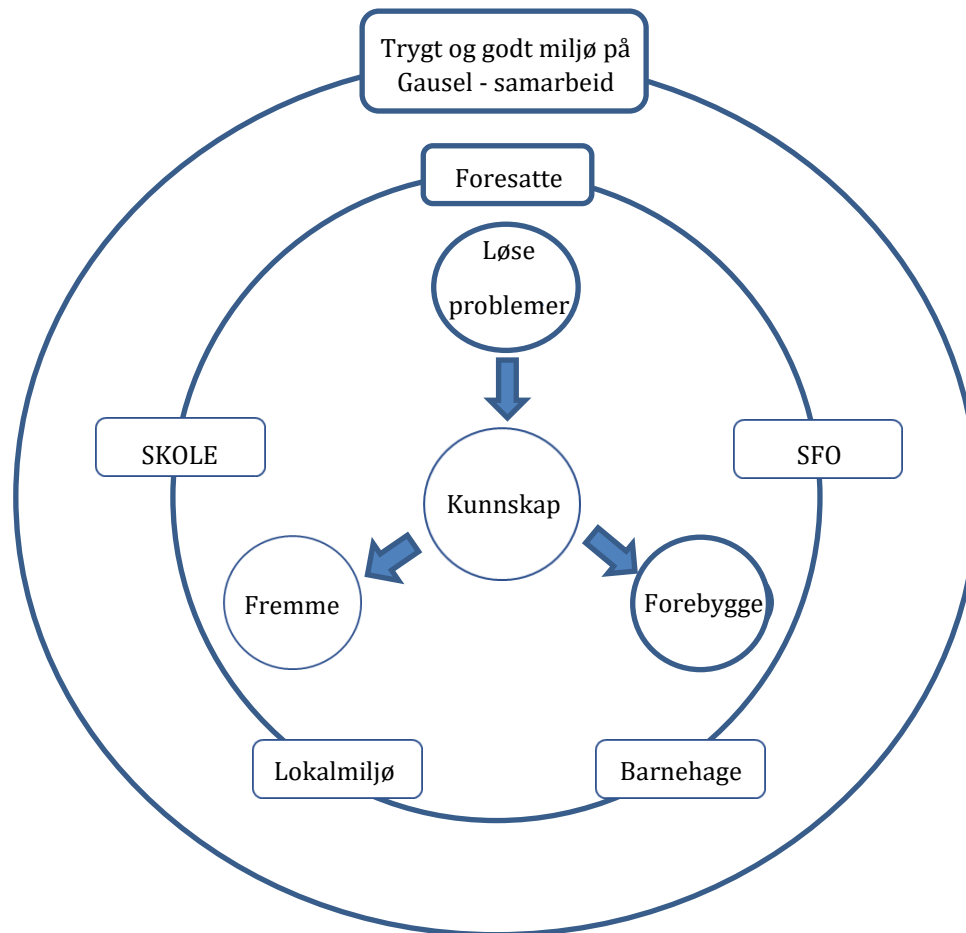 Trygt og godt miljø på
Gausel - samarbeid
Foresatte
Løse
problemer
SKOLE
SFO
Kunnskap
Fremme
Forebygge
Lokalmiljø
Barnehage